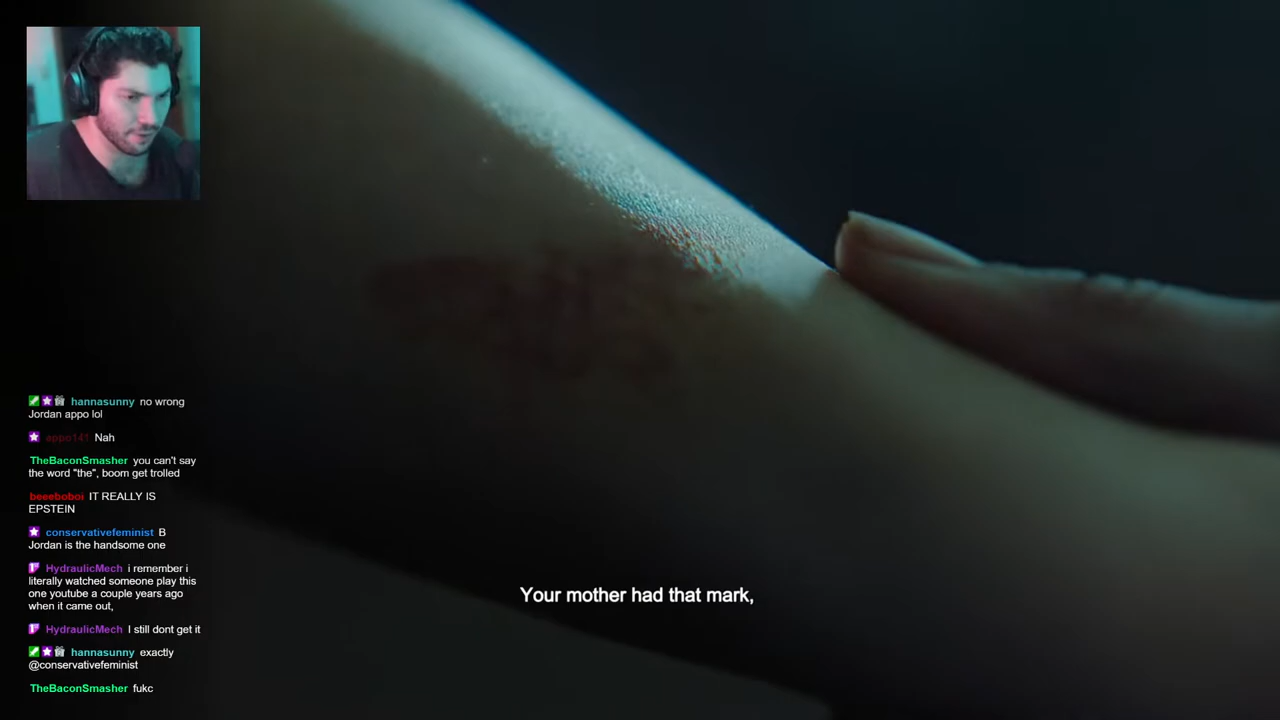 hannasunny no wrong
Jordan appo lol
appo141 Nah
TheBaconSmasher you can't say
the word "the", boom get trolled
beeeboboi IT REALLY IS
EPSTEIN
conservativefeminist B
Jordan is the handsome one
HydraulicMech i remember i
literally watched someone play this
one youtube a couple years ago
when it came out,
HydraulicMech I still dont get it
hannasunny exactly
@conservativefeminist
TheBaconSmasher fukc
Your mother had that mark,